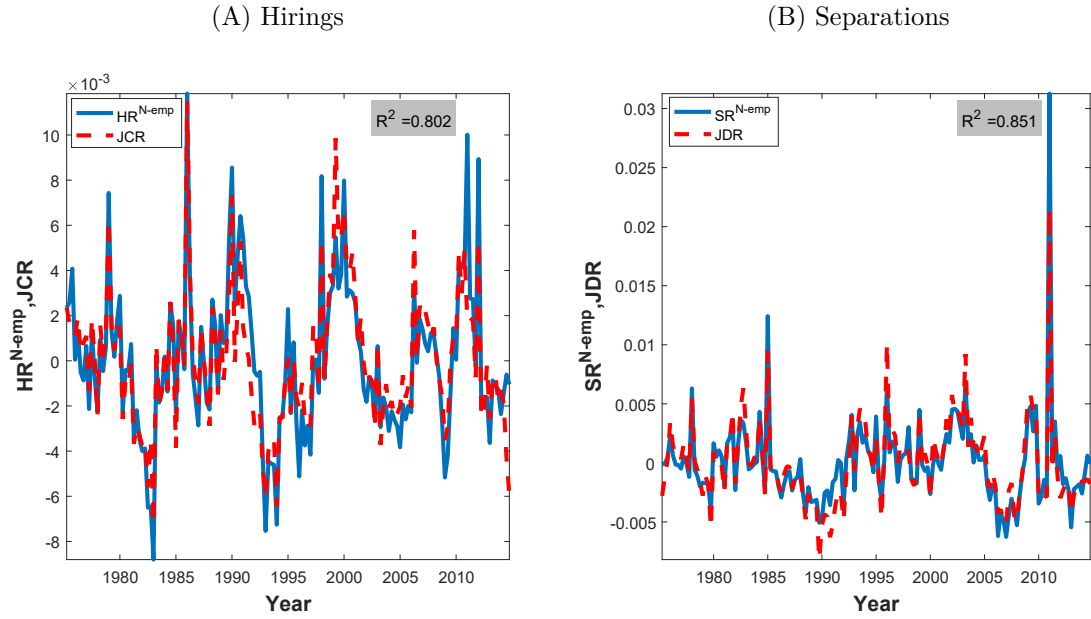 (A) Hirings
× 10^-3
10
8
6
4
2
0
-2
-4
-6
-8
HR^N-emp,JCR
HR^N-emp
JCR
R^2 =0.802
1980 1985 1990 1995 2000 2005 2010
Year
(B) Separations
0.03
0.025
0.02
0.015
0.01
0.005
0
-0.005
SR^N-emp,JDR
SR^N-emp
JDR
R^2 =0.851
1980 1985 1990 1995 2000 2005 2010
Year